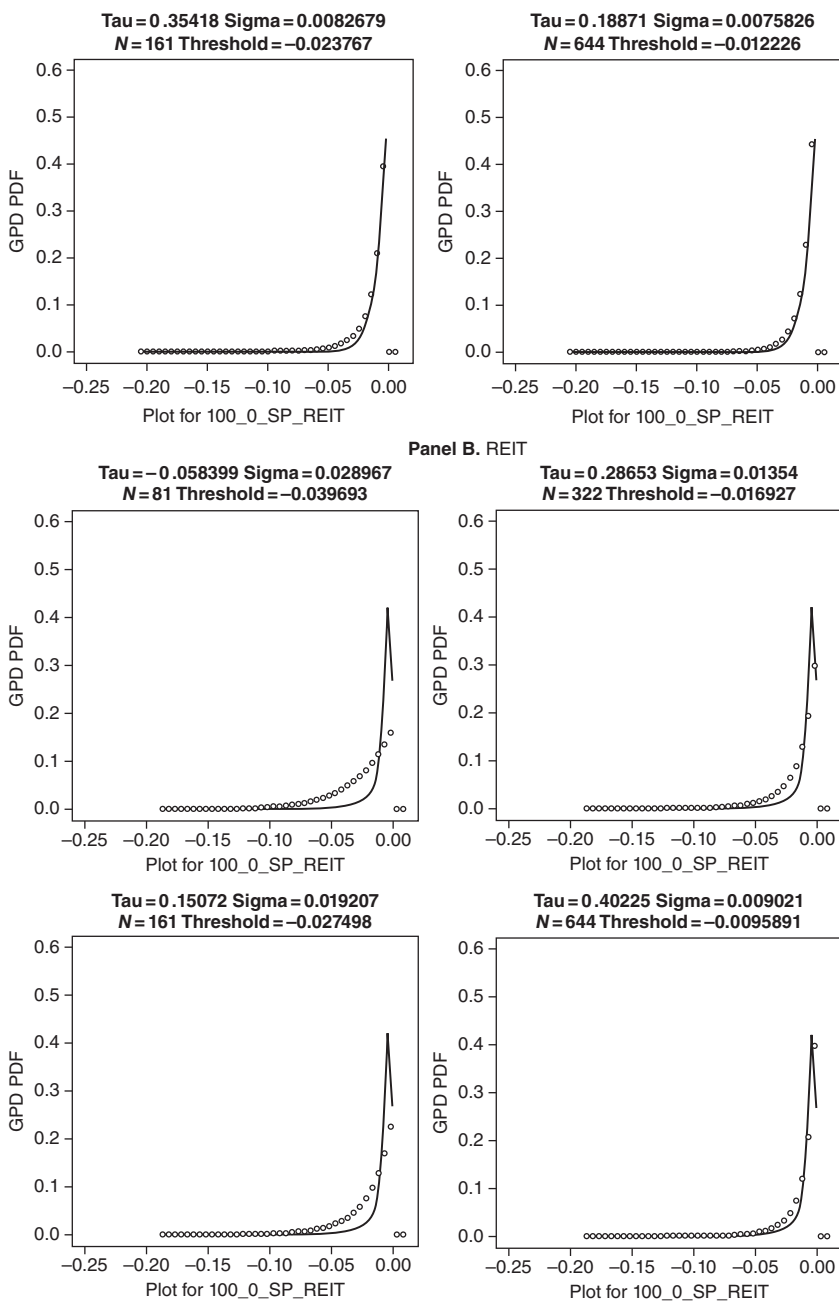 Tau=0.35418 Sigma=0.0082679
N=161 Threshold=−0.023767
0.6
0.5
0.4
0.3
0.2
0.1
0.0
GPD PDF
−0.25 −0.20 −0.15 −0.10 −0.05 0.00
Plot for 100_0_SP_REIT
Tau=0.18871 Sigma=0.0075826
N=644 Threshold=−0.012226
0.6
0.5
0.4
0.3
0.2
0.1
0.0
GPD PDF
−0.25 −0.20 −0.15 −0.10 −0.05 0.00
Plot for 100_0_SP_REIT
Panel B. REIT
Tau=−0.058399 Sigma=0.028967
N=81 Threshold=−0.039693
0.6
0.5
0.4
0.3
0.2
0.1
0.0
GPD PDF
−0.25 −0.20 −0.15 −0.10 −0.05 0.00
Plot for 100_0_SP_REIT
Tau=0.28653 Sigma=0.01354
N=322 Threshold=−0.016927
0.6
0.5
0.4
0.3
0.2
0.1
0.0
GPD PDF
−0.25 −0.20 −0.15 −0.10 −0.05 0.00
Plot for 100_0_SP_REIT
Tau=0.15072 Sigma=0.019207
N=161 Threshold=−0.027498
0.6
0.5
0.4
0.3
0.2
0.1
0.0
GPD PDF
−0.25 −0.20 −0.15 −0.10 −0.05 0.00
Plot for 100_0_SP_REIT
Tau=0.40225 Sigma=0.009021
N=644 Threshold=−0.0095891
0.6
0.5
0.4
0.3
0.2
0.1
0.0
GPD PDF
−0.25 −0.20 −0.15 −0.10 −0.05 0.00
Plot for 100_0_SP_REIT